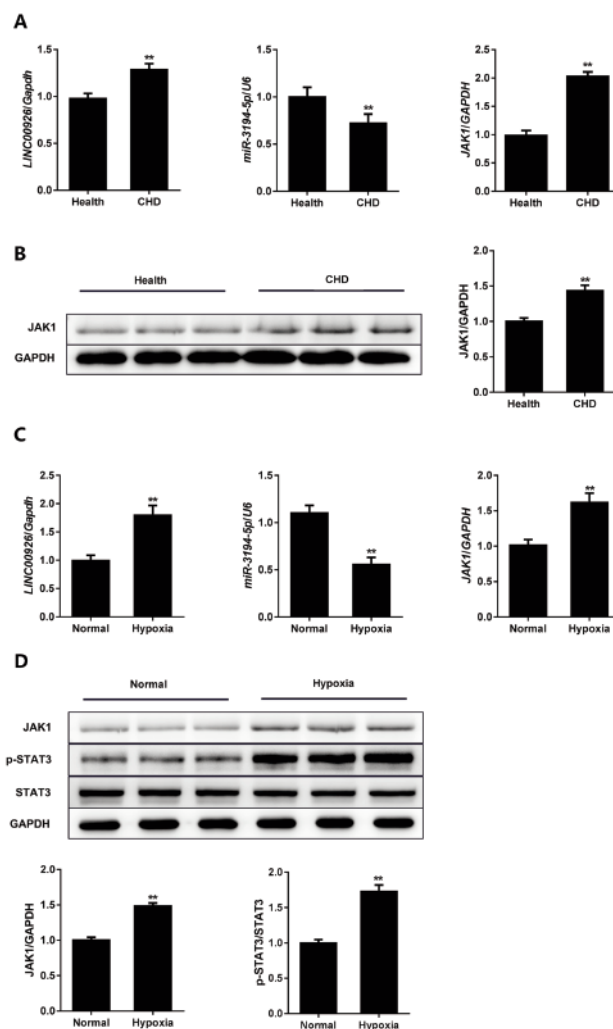 A
LINC00926/Gapdh
1.5
1.0
0.5
0.0
**
Health CHD
miR-3194-5p/U6
1.5
1.0
0.5
0.0
**
Health CHD
JAK1/GAPDH
2.5
2.0
1.5
1.0
0.5
0.0
**
Health CHD
B
Health CHD
JAK1
GAPDH
JAK1/GAPDH
2.0
1.5
1.0
0.5
0.0
**
Health CHD
C
LINC00926/Gapdh
2.5
2.0
1.5
1.0
0.5
0.0
**
Normal Hypoxia
miR-3194-5p/U6
1.5
1.0
0.5
0.0
**
Normal Hypoxia
JAK1/GAPDH
2.0
1.5
1.0
0.5
0.0
**
Normal Hypoxia
D
Normal Hypoxia
JAK1
p-STAT3
STAT3
GAPDH
JAK1/GAPDH
2.0
1.5
1.0
0.5
0.0
**
Normal Hypoxia
p-STAT3/STAT3
2.0
1.5
1.0
0.5
0.0
**
Normal Hypoxia